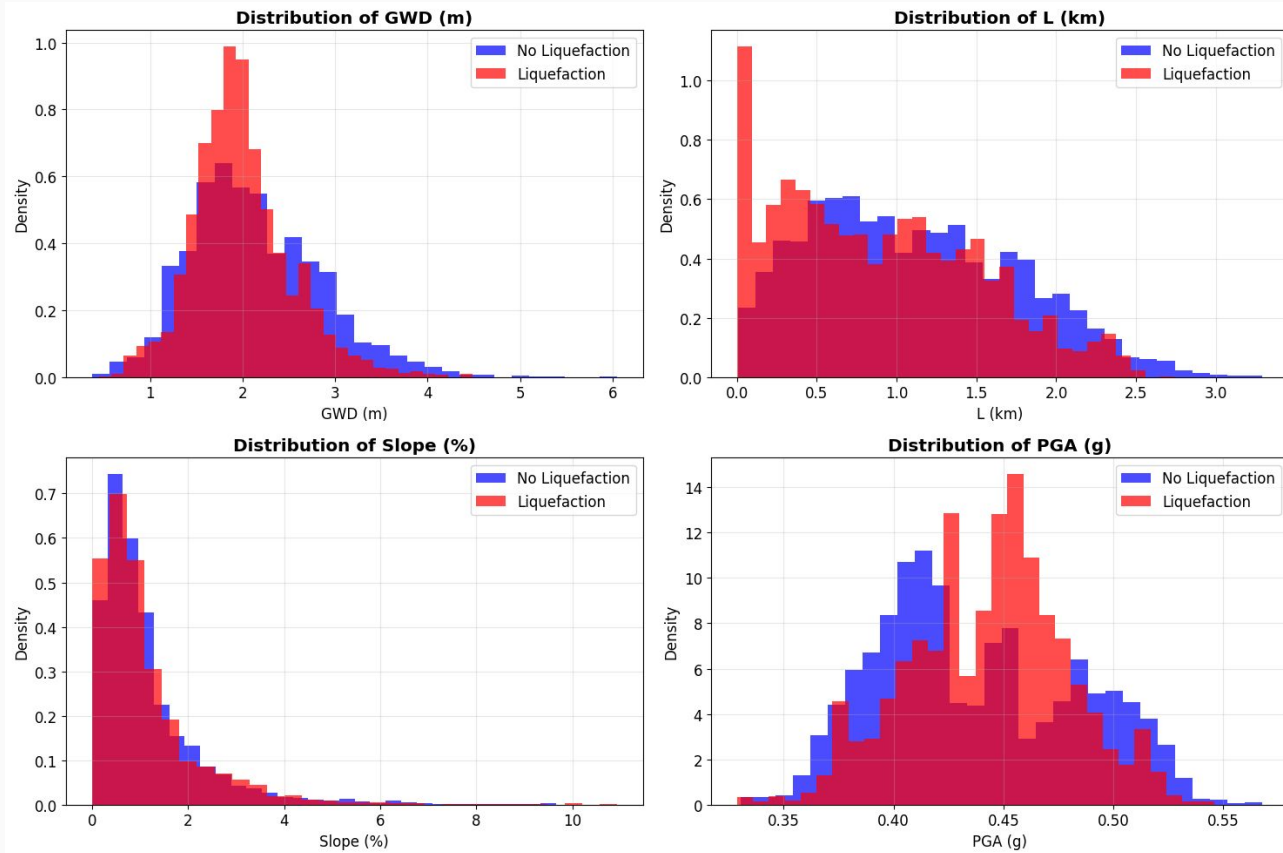 Distribution of GWD (m)
1.0
0.8
0.6
0.4
0.2
0.0
Density
No Liquefaction
Liquefaction
1 2 3 4 5 6
GWD (m)
Distribution of L (km)
1.0
0.8
0.6
0.4
0.2
0.0
Density
No Liquefaction
Liquefaction
0.0 0.5 1.0 1.5 2.0 2.5 3.0
L (km)
Distribution of Slope (%)
0.7
0.6
0.5
0.4
0.3
0.2
0.1
0.0
Density
No Liquefaction
Liquefaction
0 2 4 6 8 10
Slope (%)
Distribution of PGA (g)
14
12
10
8
6
4
2
0
Density
No Liquefaction
Liquefaction
0.35 0.40 0.45 0.50 0.55
PGA (g)